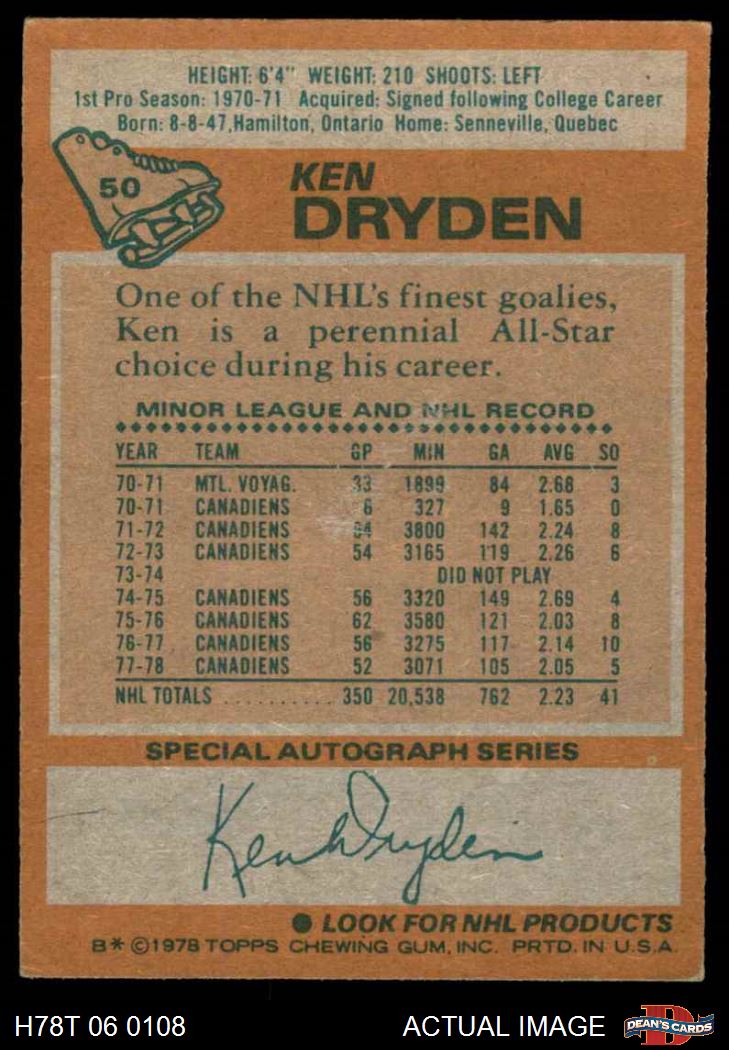 HEIGHT: 6'4" WEIGHT: 210 SHOOTS: LEFT
1st Pro Season: 1970-71 Acquired: Signed following College Career
Born: 8-8-47, Hamilton, Ontario Home: Senneville, Quebec
50
KEN
DRYDEN
One of the NHL's finest goalies,
Ken is a perennial All-Star
choice during his career.
MINOR LEAGUE AND NHL RECORD
YEAR TEAM GP MIN GA AVG SO
70-71 MTL. VOYAG. 33 1899 84 2.68 3
70-71 CANADIENS 6 327 9 1.65 0
71-72 CANADIENS 64 3800 142 2.24 8
72-73 CANADIENS 54 3165 119 2.26 6
73-74 DID NOT PLAY
74-75 CANADIENS 56 3320 149 2.69 4
75-76 CANADIENS 62 3580 121 2.03 8
76-77 CANADIENS 56 3275 117 2.14 10
77-78 CANADIENS 52 3071 105 2.05 5
NHL TOTALS ........... 350 20,538 762 2.23 41
SPECIAL AUTOGRAPH SERIES
Ken Dryden
● LOOK FOR NHL PRODUCTS
B* ©1978 TOPPS CHEWING GUM, INC. PRTD. IN U.S.A.
H78T 06 0108 ACTUAL IMAGE
D DEAN'S CARDS